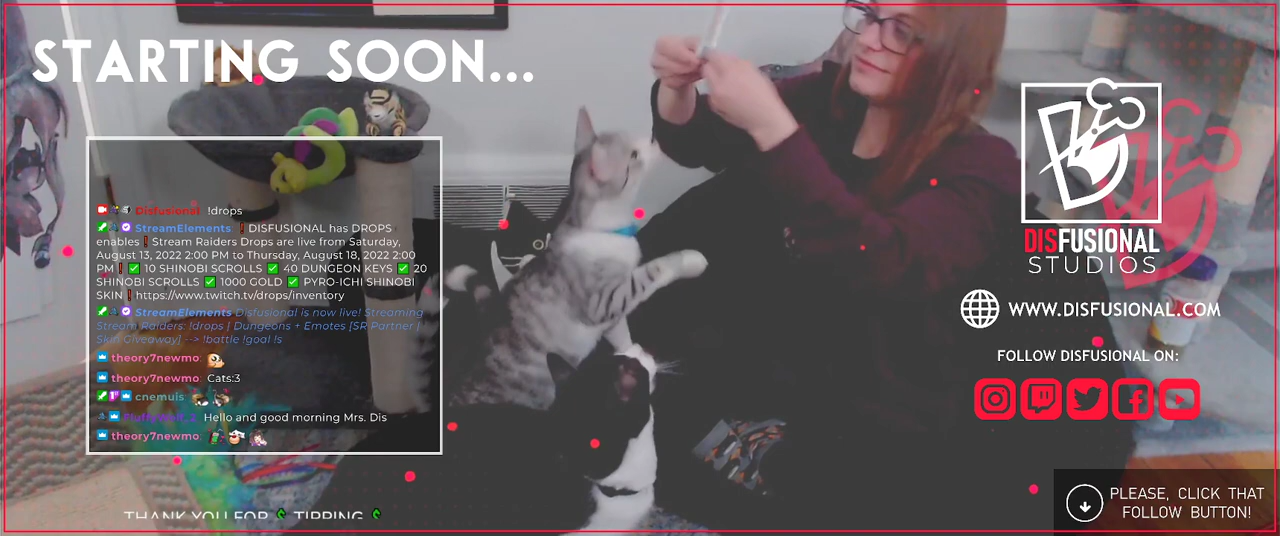 STARTING SOON...
Disfusional !drops
StreamElements: DISFUSIONAL has DROPS
enables Stream Raiders Drops are live from Saturday,
August 13, 2022 2:00 PM to Thursday, August 18, 2022 2:00
PM 10 SHINOBI SCROLLS 40 DUNGEON KEYS 20
SHINOBI SCROLLS 1000 GOLD PYRO-ICHI SHINOBI
SKIN https://www.twitch.tv/drops/inventory
StreamElements Disfusional is now live! Streaming
Stream Raiders: !drops | Dungeons + Emotes [SR Partner |
Skin Giveaway] --> !battle !goal !s
theory7newmo:
theory7newmo: Cats:3
cnemuis
Hello and good morning Mrs. Dis
theory7newmo:
THANK YOU FOR TIPPING
DISFUSIONAL
STUDIOS
WWW.DISFUSIONAL.COM
FOLLOW DISFUSIONAL ON:
PLEASE, CLICK THAT
FOLLOW BUTTON!